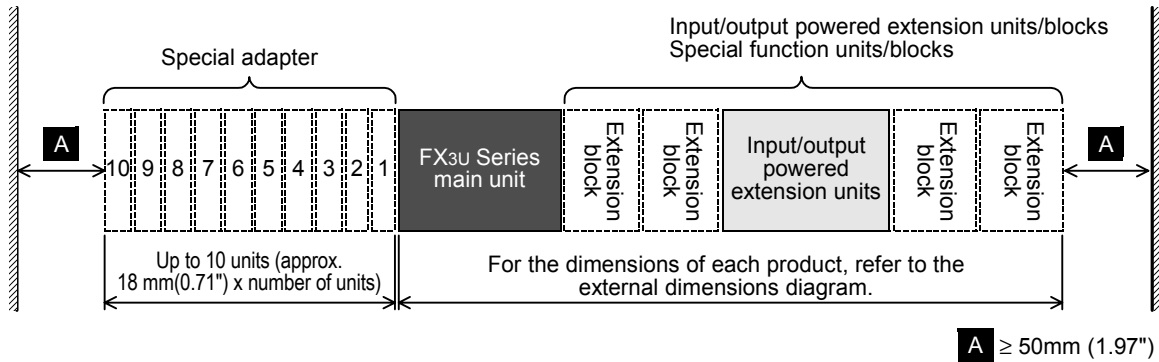 Input/output powered extension units/blocks
Special function units/blocks
Special adapter
A
10 9 8 7 6 5 4 3 2 1
FX3U Series
main unit
Extension
block
Extension
block
Input/output
powered
extension units
Extension
block
Extension
block
A
Up to 10 units (approx.
18 mm(0.71") x number of units)
For the dimensions of each product, refer to the
external dimensions diagram.
A ≥ 50mm (1.97")